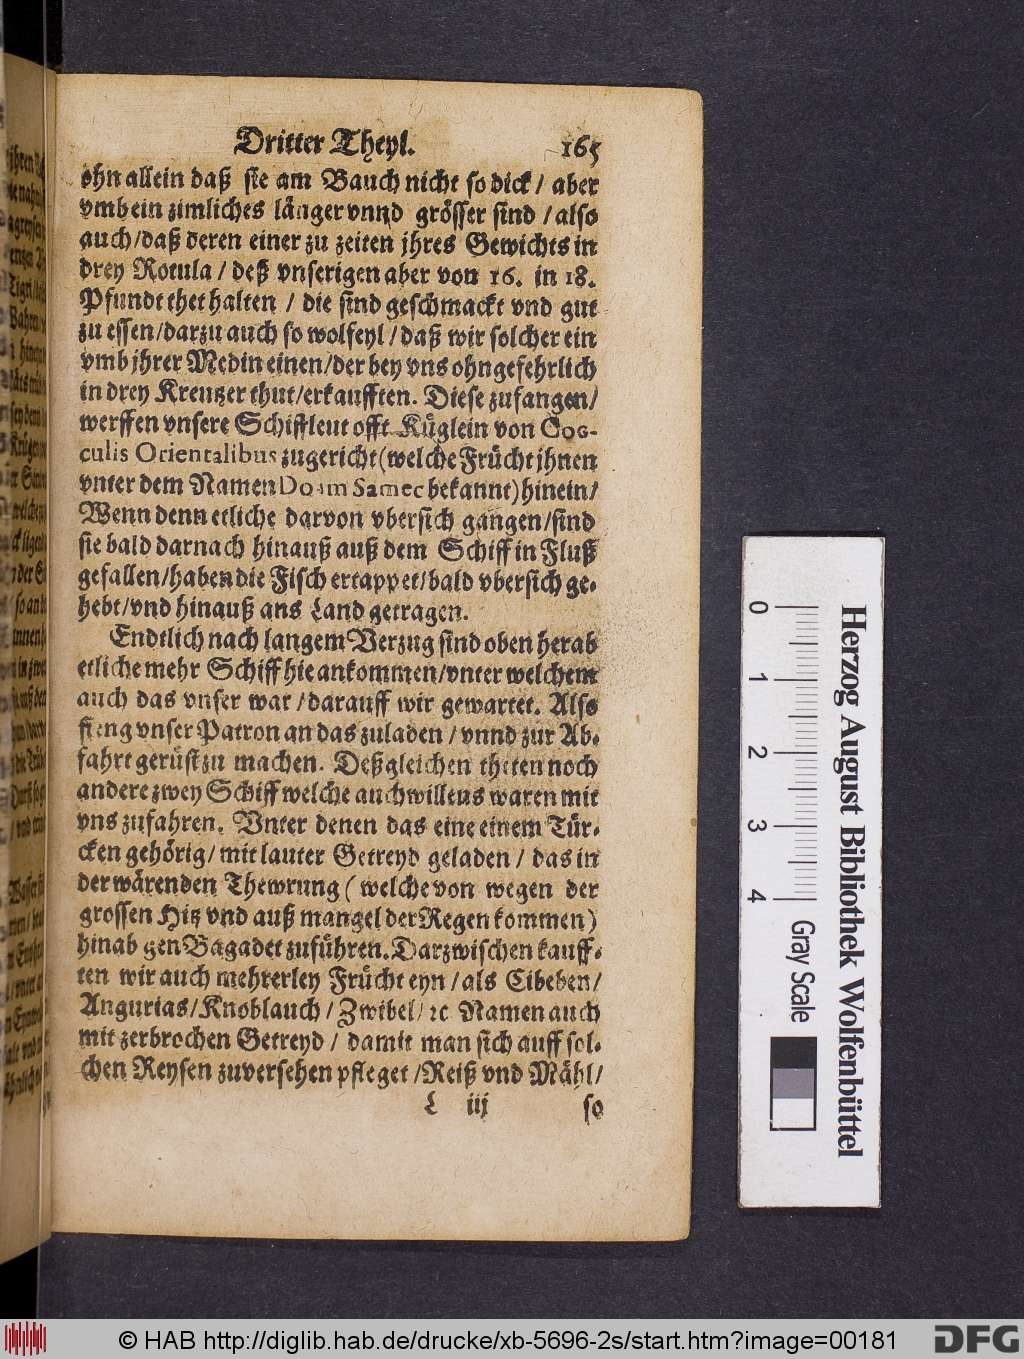 Dritter Theyl. 165
ohn allein daß sie am Bauch nicht so dick / aber
vmb ein zimliches länger vnnd grösser sind / also
auch / daß deren einer zu zeiten jhres Gewichts in
drey Rotula / deß vnserigen aber von 16. in 18.
Pfundt thet halten / die sind geschmackt vnd gut
zu essen / darzu auch so wolfeyl / daß wir solcher ein
vmb jhrer Medin einen / der bey vns ohngefehrlich
in drey Kreutzer thut / erkaufften. Diese zufangen /
werffen vnsere Schiffleut offt Küglein von Coc-
culis Orientalibus zugericht (welche Frücht jhnen
vnter dem Namen Doam Samec bekannt) hinein /
Wenn denn etliche darvon vbersich gangen / sind
sie bald darnach hinauß auß dem Schiff in Fluß
gefallen / haben die Fisch ertappet / bald vbersich ge-
hebt / vnd hinauß ans Land getragen.
Endtlich nach langem Verzug sind oben herab
etliche mehr Schiff hie ankommen / vnter welchem
auch das vnser war / darauff wir gewartet. Also
fieng vnser Patron an das zuladen / vnnd zur Ab-
fahrt gerüst zu machen. Deßgleichen theten noch
andere zwey Schiff welche auch willens waren mit
vns zufahren. Vnter denen das eine einem Tür-
cken gehörig / mit lauter Getreyd geladen / das in
der wärenden Thewrung ( welche von wegen der
grossen Hitz vnd auß mangel der Regen kommen )
hinab gen Bagadet zuführen. Darzwischen kauff-
ten wir auch mehrerley Frücht eyn / als Cibeben /
Angurias / Knoblauch / Zwibel / ꝛc Namen auch
mit zerbrochen Getreyd / damit man sich auff sol-
chen Reysen zuversehen pfleget / Reiß vnd Mähl /
L iij so
0 1 2 3 4
Herzog August Bibliothek Wolfenbüttel
Gray Scale
© HAB http://diglib.hab.de/drucke/xb-5696-2s/start.htm?image=00181
DFG